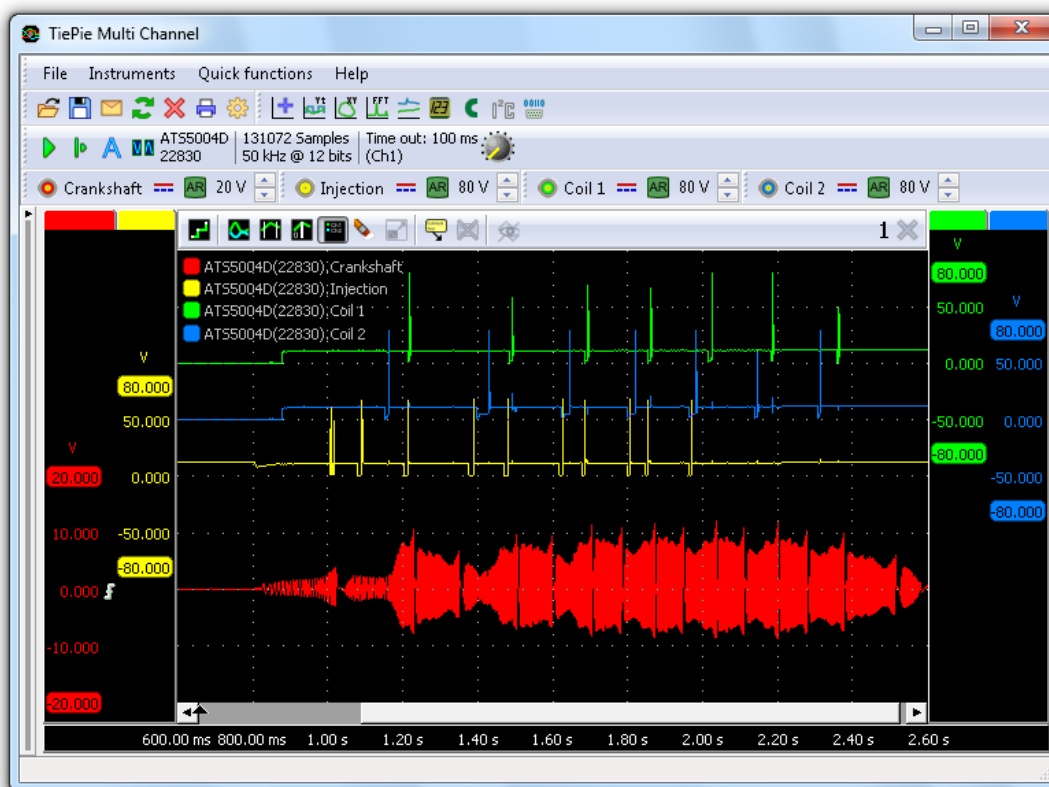 TiePie Multi Channel
File Instruments Quick functions Help
Yt XY FFT 123 I²C
ATS5004D 131072 Samples Time out: 100 ms
22830 50 kHz @ 12 bits (Ch1)
Crankshaft AR 20 V Injection AR 80 V Coil 1 AR 80 V Coil 2 AR 80 V
1
ATS5004D(22830);Crankshaft
ATS5004D(22830);Injection
ATS5004D(22830);Coil 1
ATS5004D(22830);Coil 2
V
20.000
10.000
0.000
-10.000
-20.000
V
80.000
50.000
0.000
-50.000
-80.000
V
80.000
50.000
0.000
-50.000
-80.000
V
80.000
50.000
0.000
-50.000
-80.000
600.00 ms 800.00 ms 1.00 s 1.20 s 1.40 s 1.60 s 1.80 s 2.00 s 2.20 s 2.40 s 2.60 s